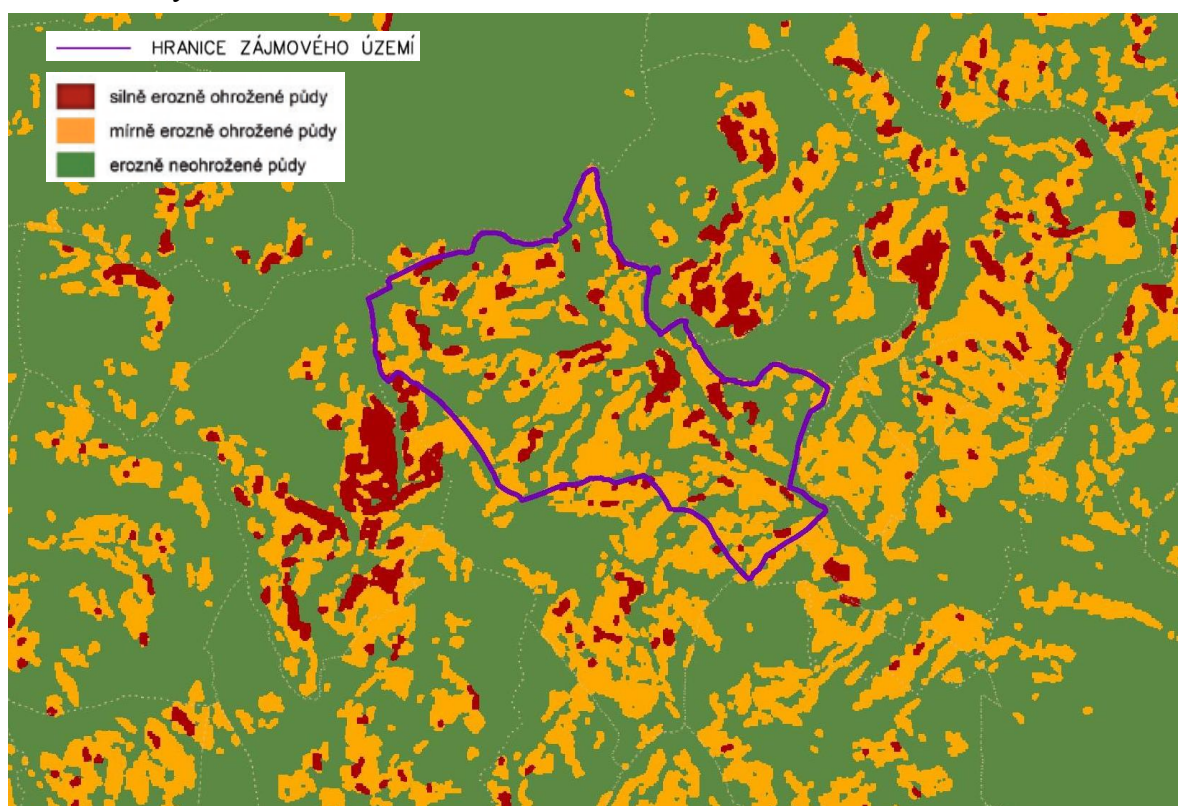 HRANICE ZÁJMOVÉHO ÚZEMÍ
silně erozně ohrožené půdy
mírně erozně ohrožené půdy
erozně neohrožené půdy